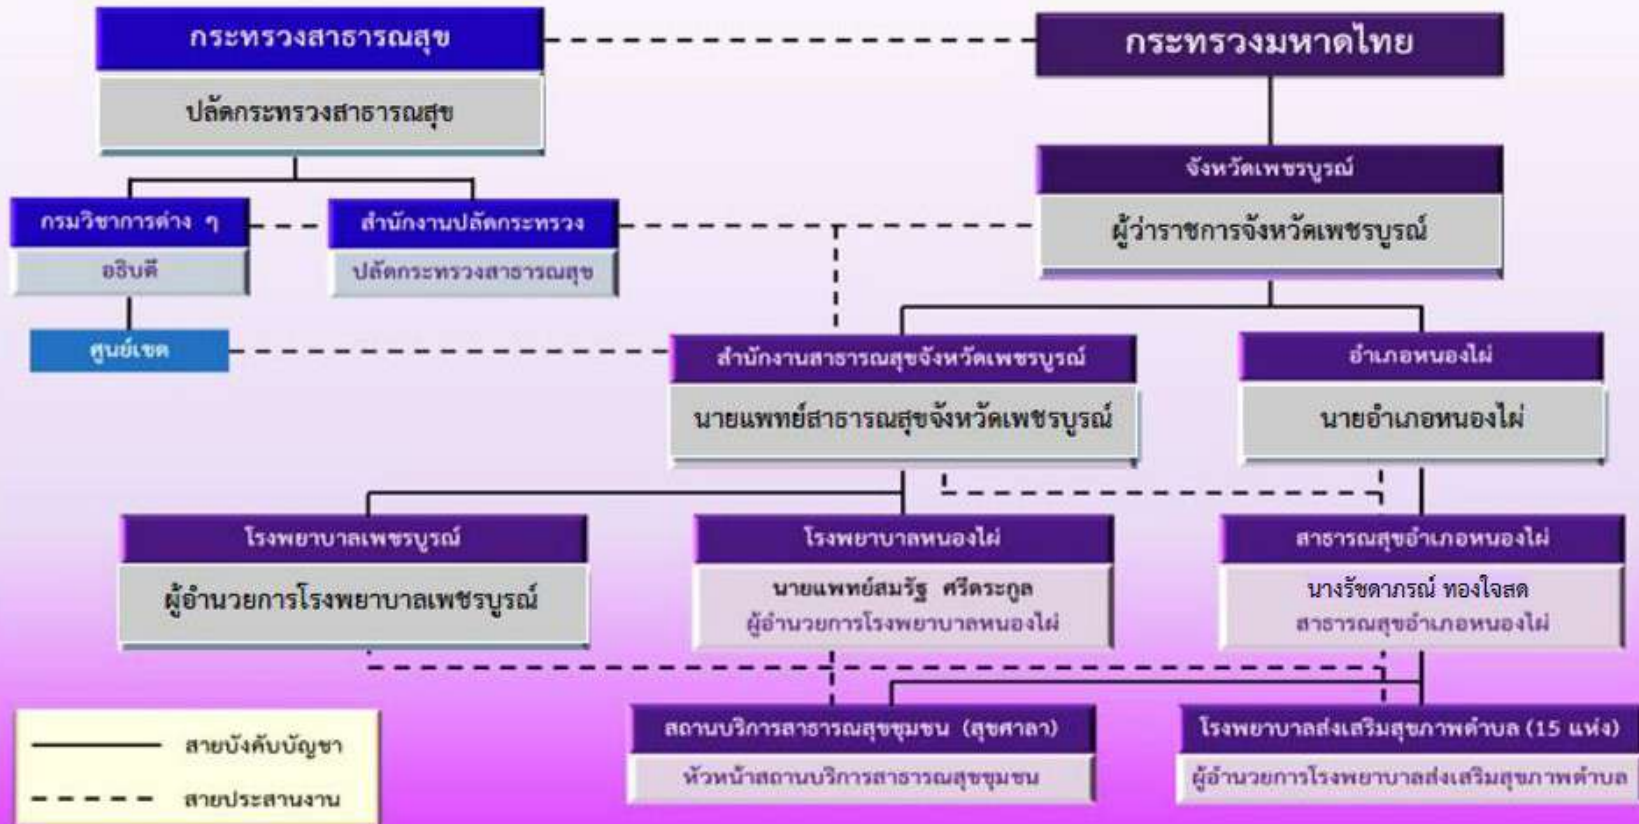 กระทรวงสาธารณสุข
กระทรวงมหาดไทย
ปลัดกระทรวงสาธารณสุข
จังหวัดเพชรบูรณ์
ผู้ว่าราชการจังหวัดเพชรบูรณ์
กรมวิชาการต่าง ๆ
สำนักงานปลัดกระทรวง
อธิบดี
ปลัดกระทรวงสาธารณสุข
ศูนย์เขต
สำนักงานสาธารณสุขจังหวัดเพชรบูรณ์
อำเภอหนองไผ่
นายแพทย์สาธารณสุขจังหวัดเพชรบูรณ์
นายอำเภอหนองไผ่
โรงพยาบาลเพชรบูรณ์
โรงพยาบาลหนองไผ่
สาธารณสุขอำเภอหนองไผ่
ผู้อำนวยการโรงพยาบาลเพชรบูรณ์
นายแพทย์สมรัฐ ศรีตระกูล
ผู้อำนวยการโรงพยาบาลหนองไผ่
นางรัชดาภรณ์ ทองใจสด
สาธารณสุขอำเภอหนองไผ่
สถานบริการสาธารณสุขชุมชน (สุขศาลา)
โรงพยาบาลส่งเสริมสุขภาพตำบล (15 แห่ง)
หัวหน้าสถานบริการสาธารณสุขชุมชน
ผู้อำนวยการโรงพยาบาลส่งเสริมสุขภาพตำบล
สายบังคับบัญชา
สายประสานงาน